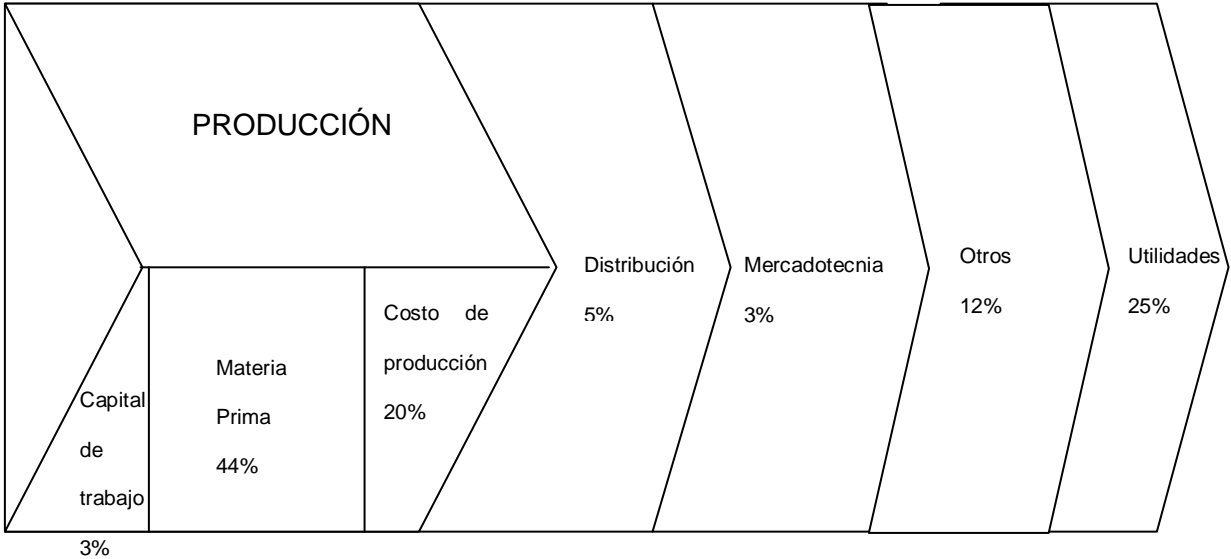 PRODUCCIÓN
Capital
de
trabajo
3%
Materia
Prima
44%
Costo de
producción
20%
Distribución
5%
Mercadotecnia
3%
Otros
12%
Utilidades
25%